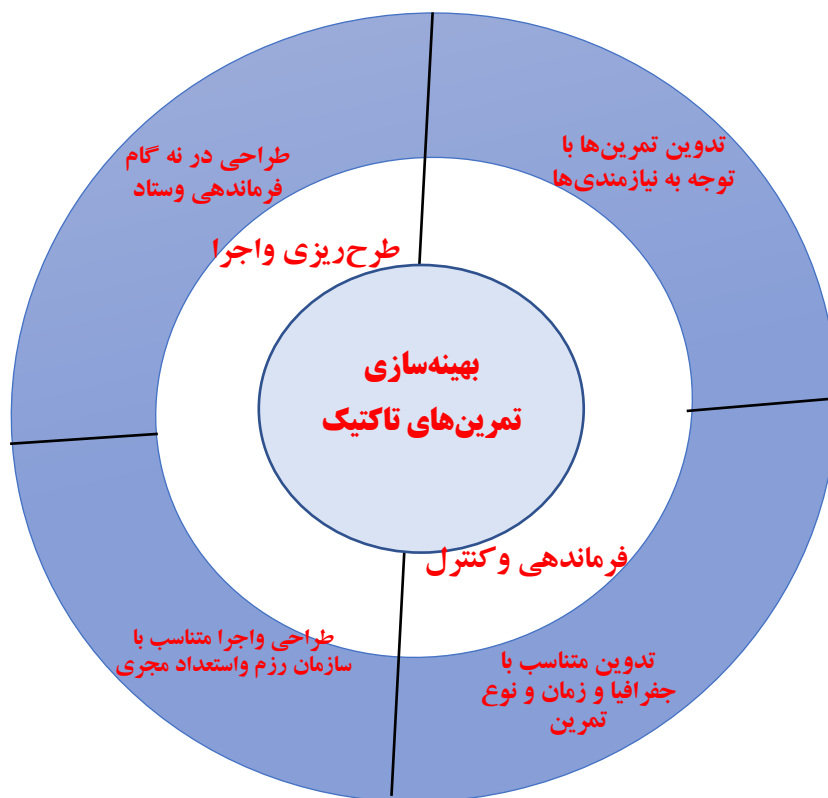 تدوین تمرین‌ها با
توجه به نیازمندی‌ها
طراحی در نه گام
فرماندهی وستاد
طرح‌ریزی واجرا
بهینه‌سازی
تمرین‌های تاکتیک
فرماندهی وکنترل
تدوین متناسب با
جفرافیا و زمان و نوع
تمرین
طراحی واجرا متناسب با
سازمان رزم واستعداد مجری